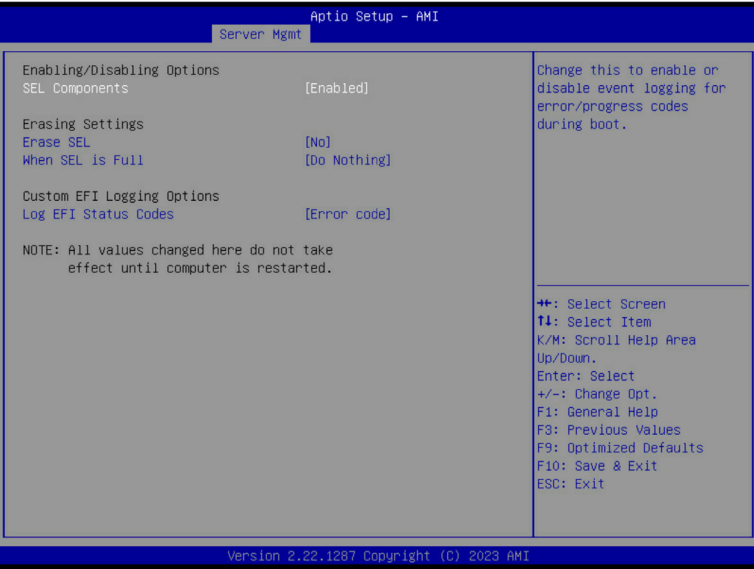 Aptio Setup – AMI
Server Mgmt
Enabling/Disabling Options
SEL Components [Enabled]
Erasing Settings
Erase SEL [No]
When SEL is Full [Do Nothing]
Custom EFI Logging Options
Log EFI Status Codes [Error code]
NOTE: All values changed here do not take
effect until computer is restarted.
Change this to enable or
disable event logging for
error/progress codes
during boot.
→←: Select Screen
↑↓: Select Item
K/M: Scroll Help Area
Up/Down.
Enter: Select
+/-: Change Opt.
F1: General Help
F3: Previous Values
F9: Optimized Defaults
F10: Save & Exit
ESC: Exit
Version 2.22.1287 Copyright (C) 2023 AMI